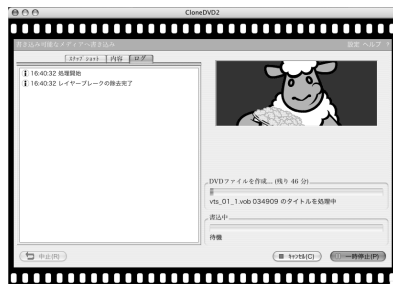 CloneDVD2
書き込み可能なメディアへ書き込み
設定 ヘルプ ?
スナップ ショット 内容 ログ
16:40:32 処理開始
16:40:32 レイヤーブレークの除去完了
DVDファイルを作成... (残り 46 分)
vts_01_1.vob 034909 のタイトルを処理中
書込中
待機
中止(R)
キャンセル(C)
一時停止(P)